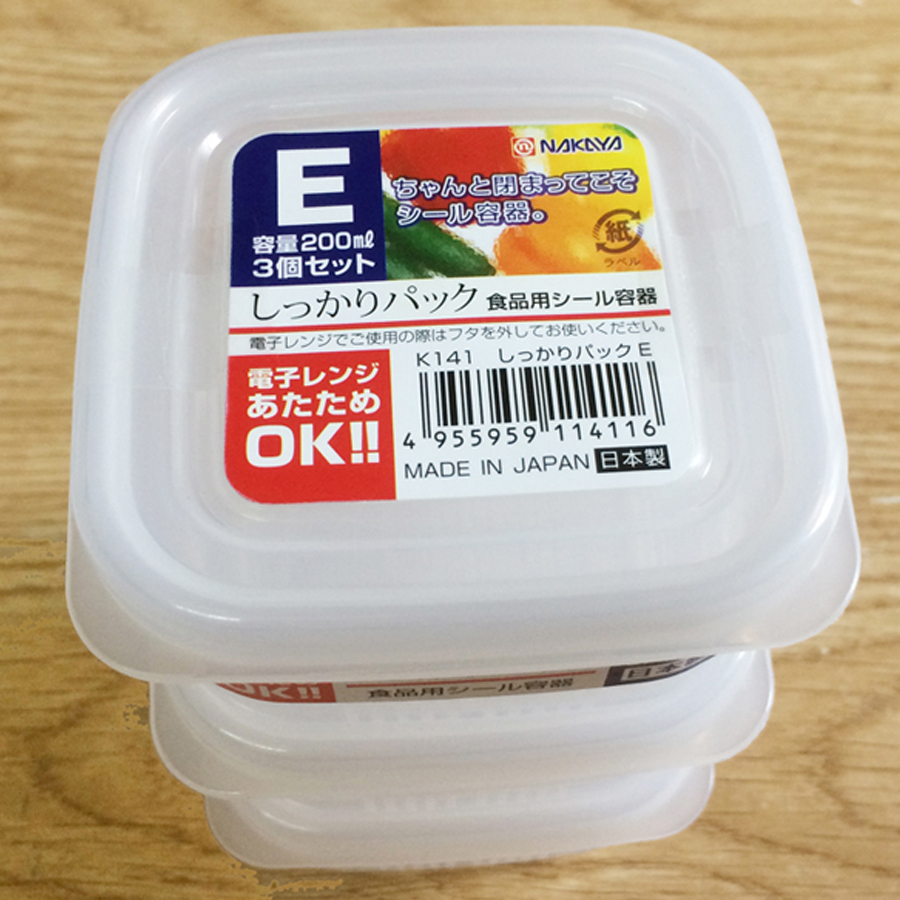 E
容量200mℓ
3個セット
NAKAYA
ちゃんと閉まってこそ
シール容器。
紙
ラベル
しっかりパック 食品用シール容器
電子レンジでご使用の際はフタを外してお使いください。
電子レンジ
あたため
OK!!
K141 しっかりパックE
4 955959 114116
MADE IN JAPAN 日本製
OK!! 食品用シール容器 日本製